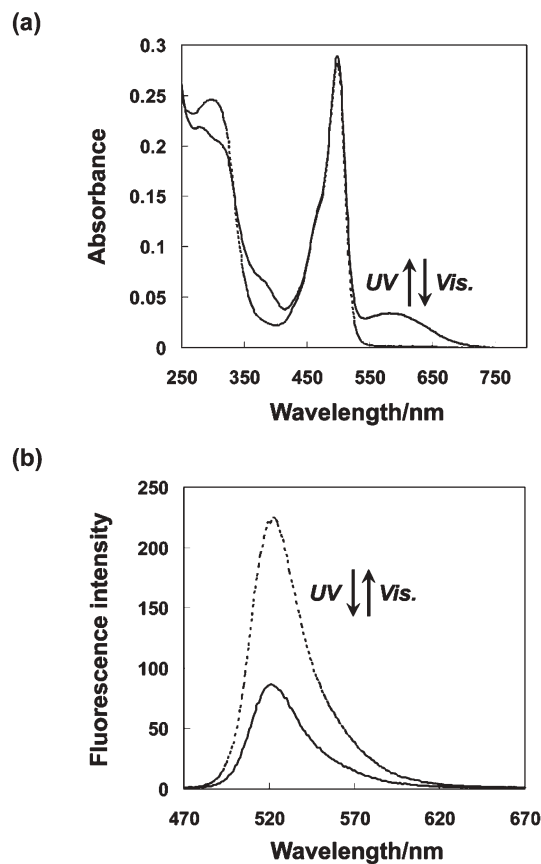 (a)
0.3
0.25
0.2
0.15
0.1
0.05
0
Absorbance
UV Vis.
250 350 450 550 650 750
Wavelength/nm
(b)
250
200
150
100
50
0
Fluorescence intensity
UV Vis.
470 520 570 620 670
Wavelength/nm